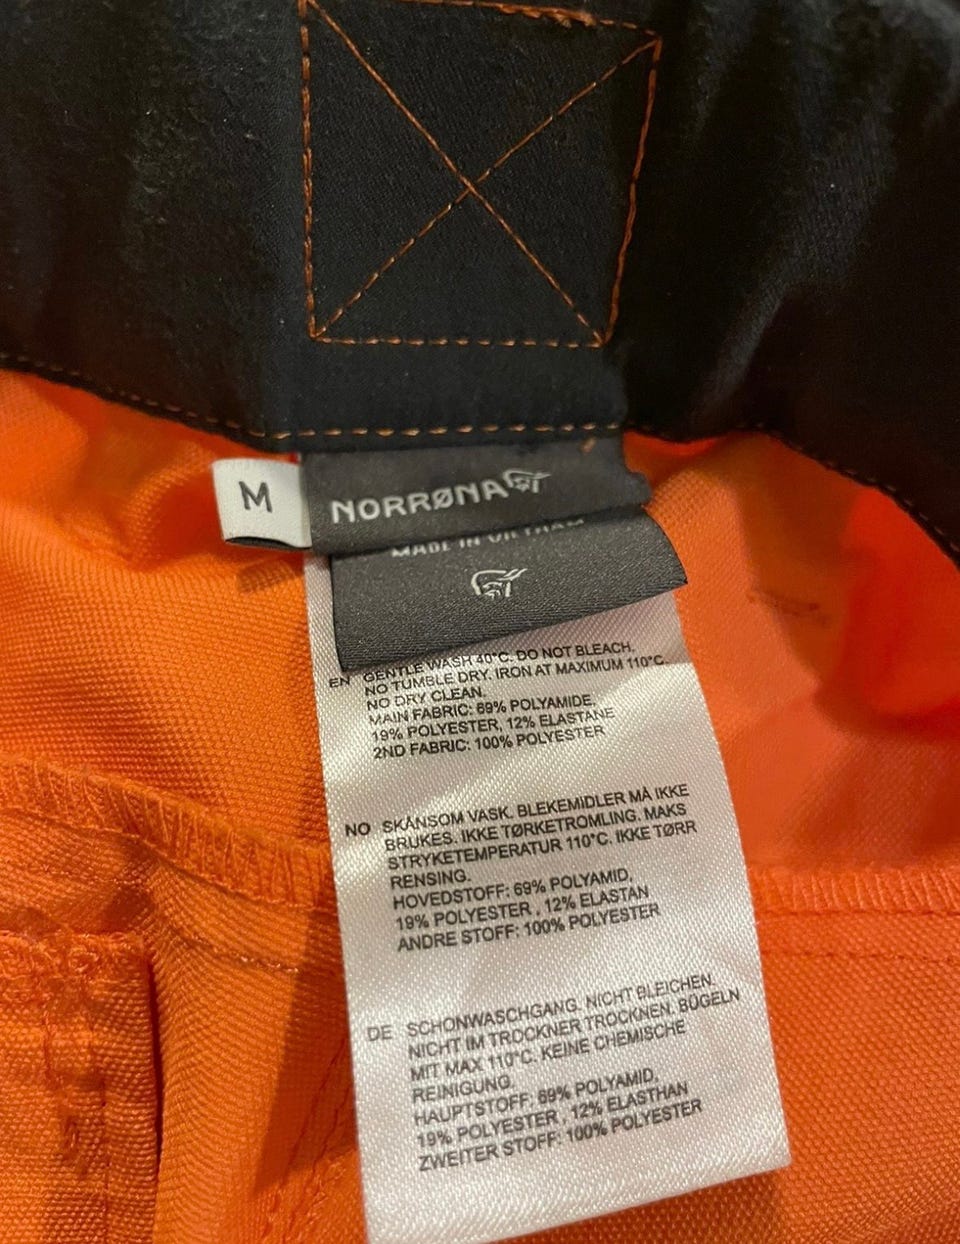 M
NORRØNA
MADE IN VIETNAM
EN GENTLE WASH 40°C. DO NOT BLEACH.
NO TUMBLE DRY. IRON AT MAXIMUM 110°C.
NO DRY CLEAN.
MAIN FABRIC: 69% POLYAMIDE,
19% POLYESTER, 12% ELASTANE
2ND FABRIC: 100% POLYESTER
NO SKÅNSOM VASK. BLEKEMIDLER MÅ IKKE
BRUKES. IKKE TØRKETROMLING. MAKS
STRYKETEMPERATUR 110°C. IKKE TØRR
RENSING.
HOVEDSTOFF: 69% POLYAMID,
19% POLYESTER , 12% ELASTAN
ANDRE STOFF: 100% POLYESTER
DE SCHONWASCHGANG. NICHT BLEICHEN.
NICHT IM TROCKNER TROCKNEN. BÜGELN
MIT MAX 110°C. KEINE CHEMISCHE
REINIGUNG.
HAUPTSTOFF: 69% POLYAMID,
19% POLYESTER , 12% ELASTHAN
ZWEITER STOFF: 100% POLYESTER